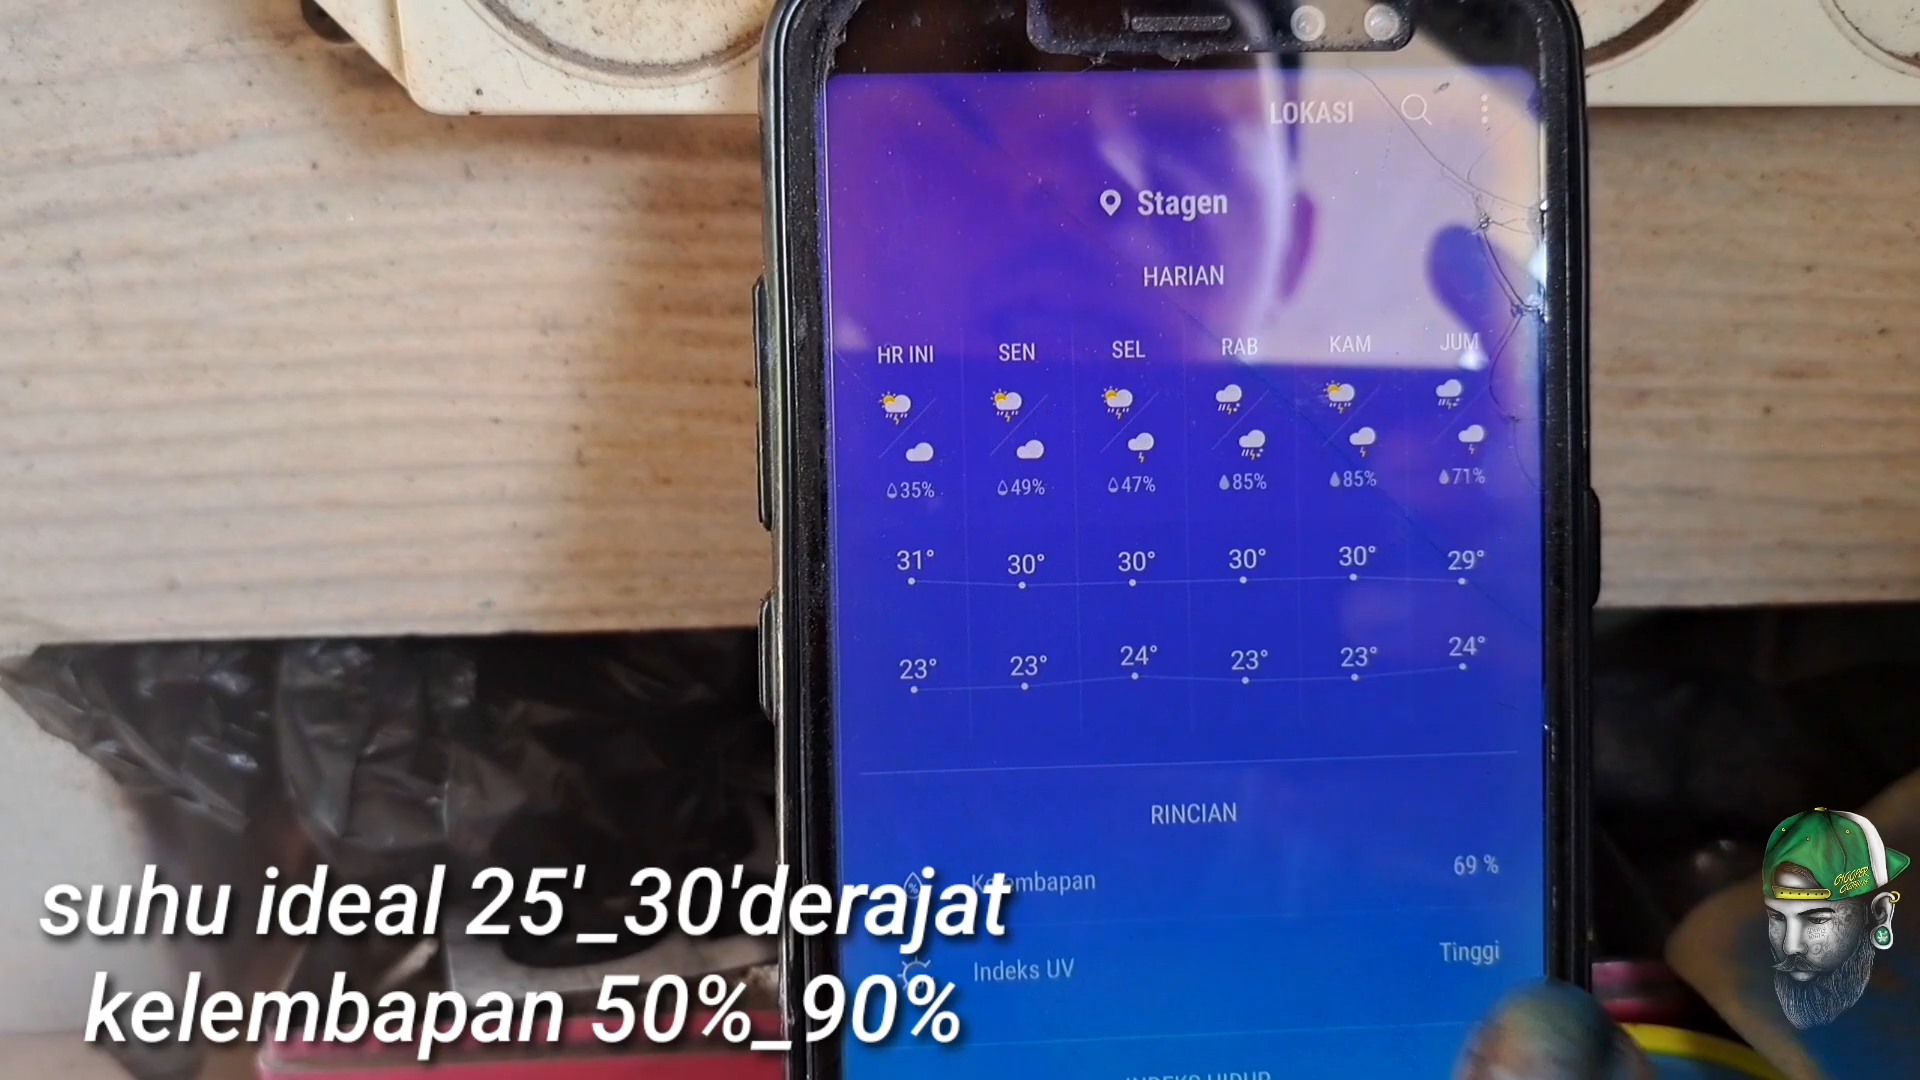 LOKASI
Stagen
HARIAN
HR INI SEN SEL RAB KAM JUM
35% 49% 47% 85% 85% 71%
31° 30° 30° 30° 30° 29°
23° 23° 24° 23° 23° 24°
RINCIAN
Kelembapan 69 %
Indeks UV Tinggi
suhu ideal 25'_30'derajat
kelembapan 50%_90%